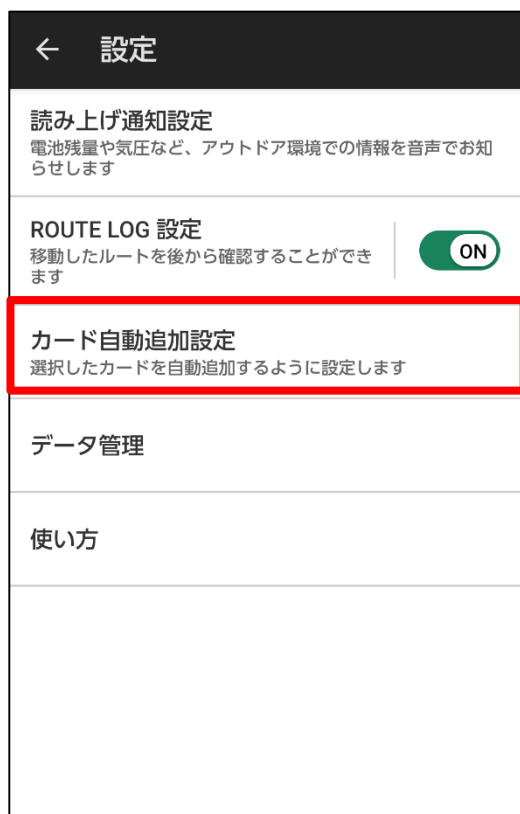 設定
読み上げ通知設定
電池残量や気圧など、アウトドア環境での情報を音声でお知
らせします
ROUTE LOG 設定
移動したルートを後から確認することができ
ます
ON
カード自動追加設定
選択したカードを自動追加するように設定します
データ管理
使い方